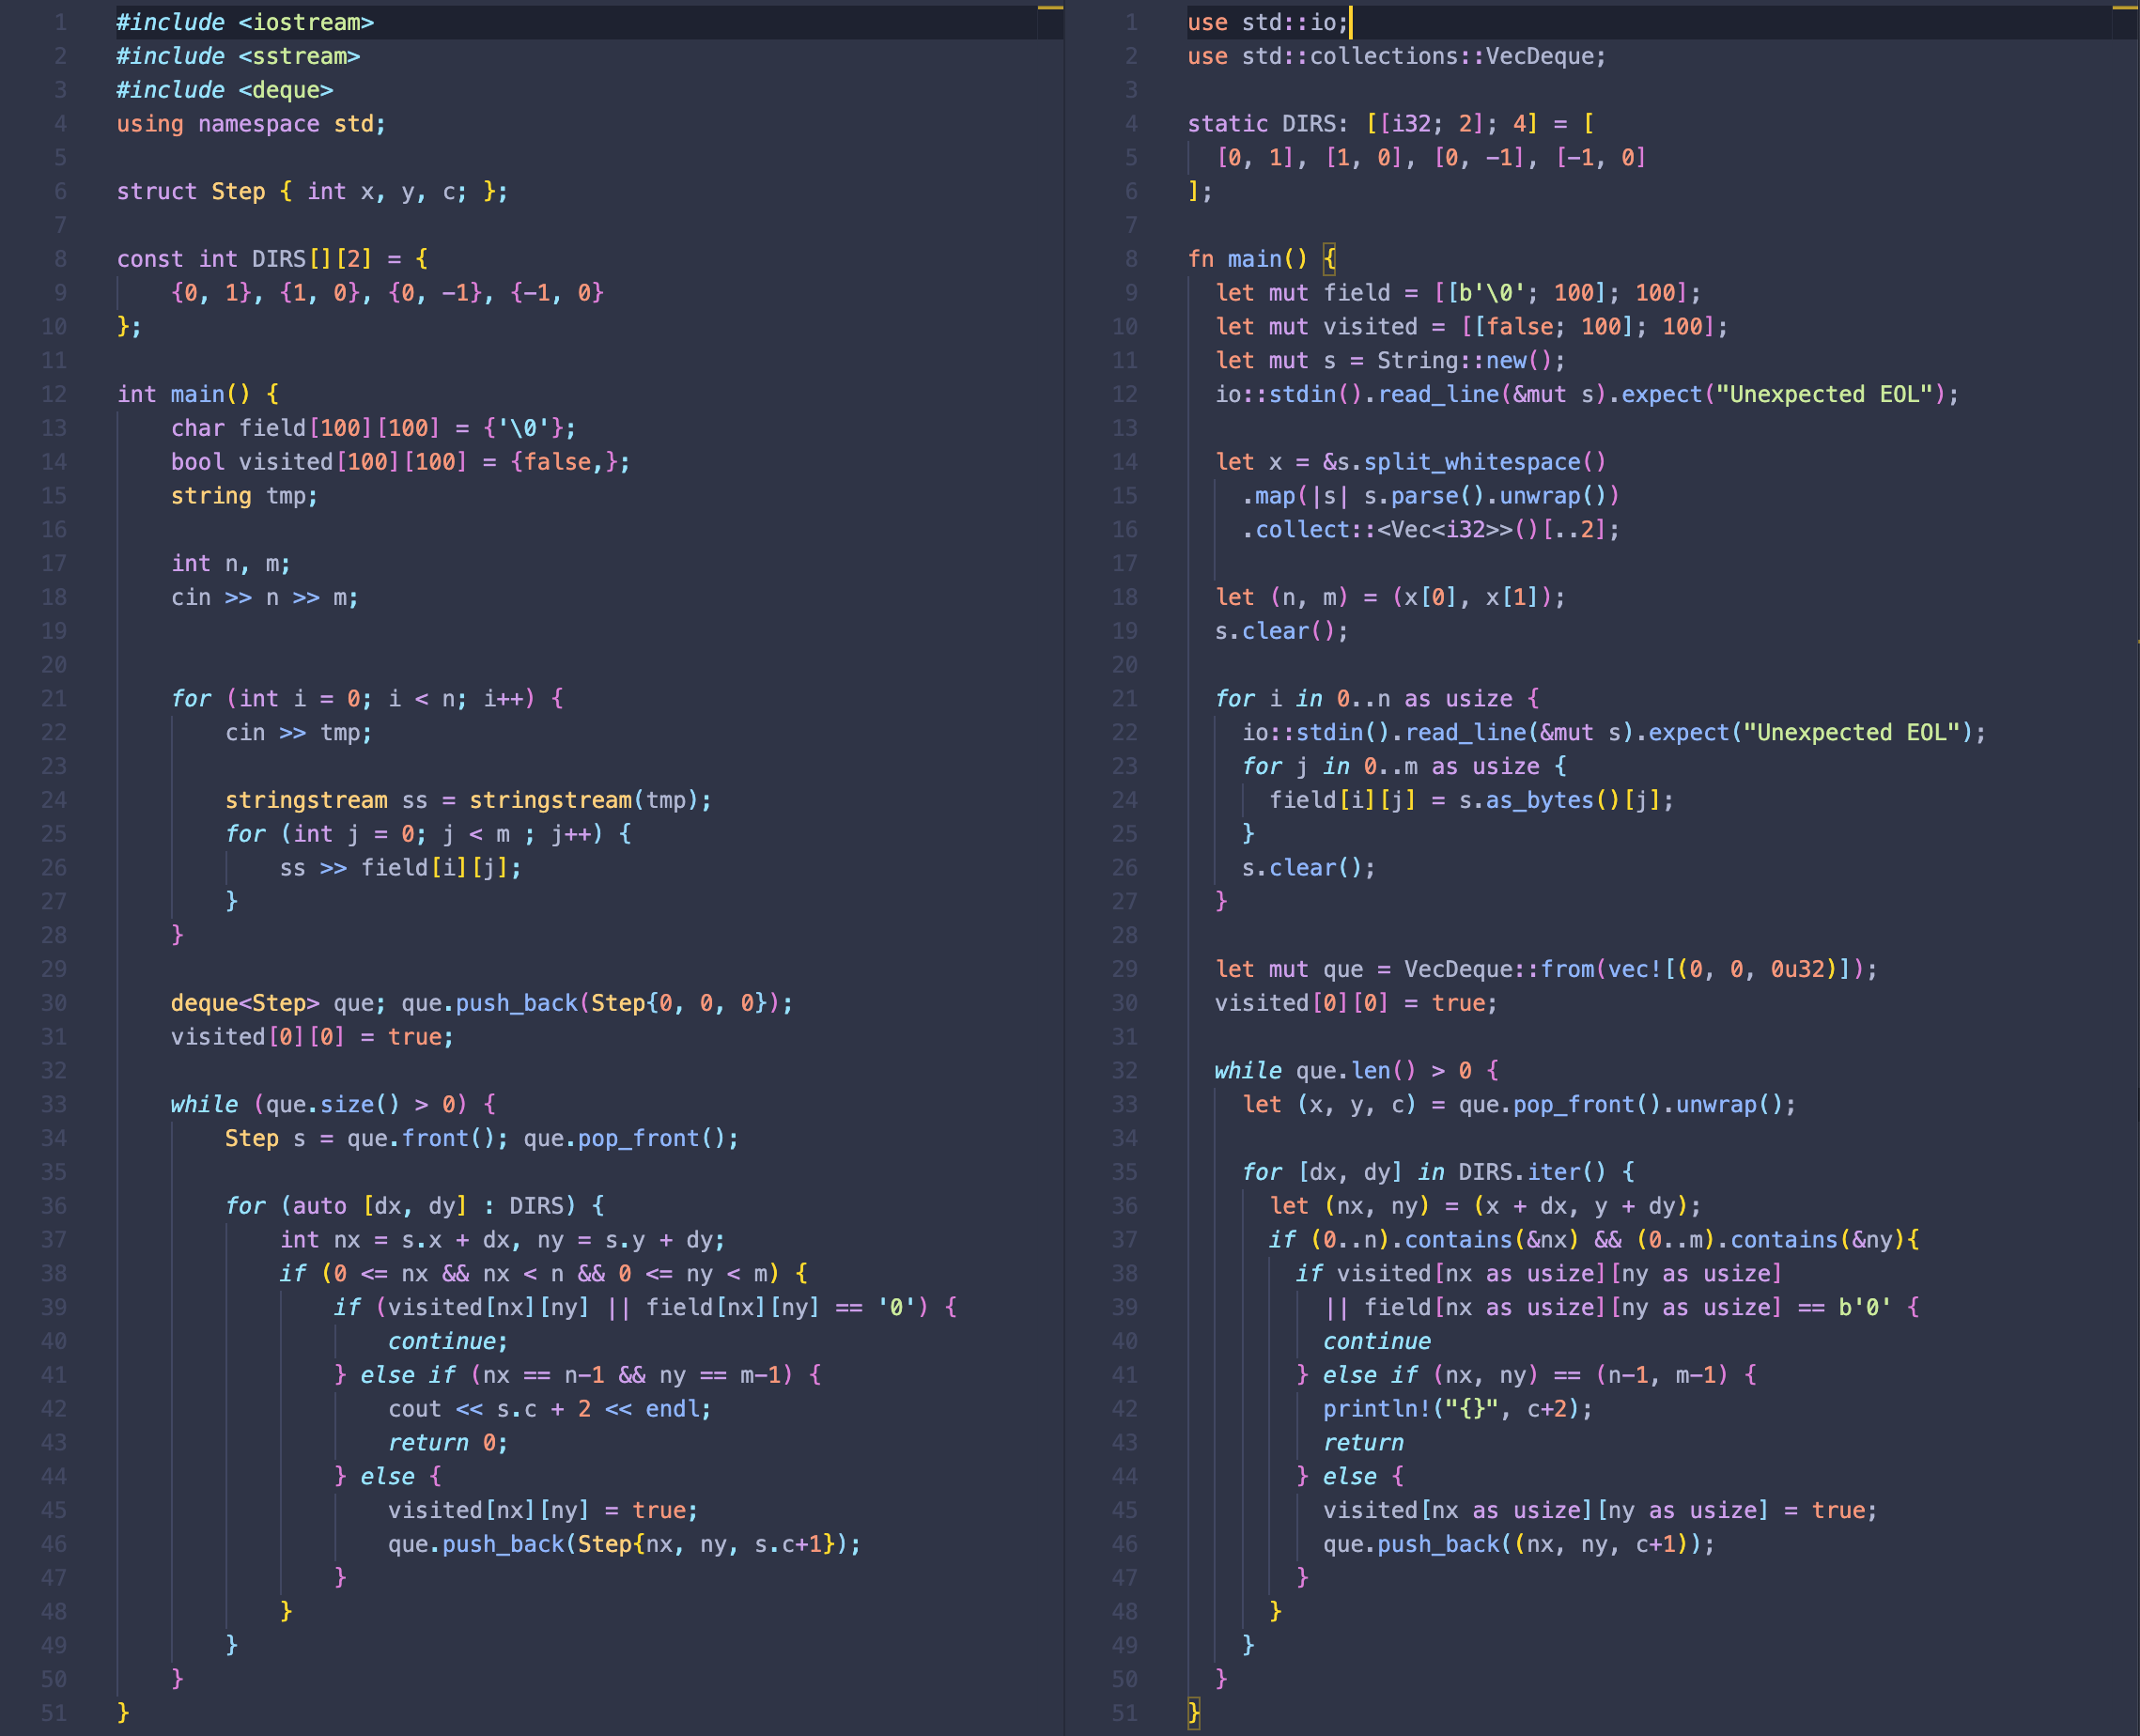 1 #include <iostream>
2 #include <sstream>
3 #include <deque>
4 using namespace std;
5
6 struct Step { int x, y, c; };
7
8 const int DIRS[][2] = {
9     {0, 1}, {1, 0}, {0, -1}, {-1, 0}
10 };
11
12 int main() {
13     char field[100][100] = {'\0'};
14     bool visited[100][100] = {false,};
15     string tmp;
16
17     int n, m;
18     cin >> n >> m;
19
20
21     for (int i = 0; i < n; i++) {
22         cin >> tmp;
23
24         stringstream ss = stringstream(tmp);
25         for (int j = 0; j < m ; j++) {
26             ss >> field[i][j];
27         }
28     }
29
30     deque<Step> que; que.push_back(Step{0, 0, 0});
31     visited[0][0] = true;
32
33     while (que.size() > 0) {
34         Step s = que.front(); que.pop_front();
35
36         for (auto [dx, dy] : DIRS) {
37             int nx = s.x + dx, ny = s.y + dy;
38             if (0 <= nx && nx < n && 0 <= ny < m) {
39                 if (visited[nx][ny] || field[nx][ny] == '0') {
40                     continue;
41                 } else if (nx == n-1 && ny == m-1) {
42                     cout << s.c + 2 << endl;
43                     return 0;
44                 } else {
45                     visited[nx][ny] = true;
46                     que.push_back(Step{nx, ny, s.c+1});
47                 }
48             }
49         }
50     }
51 }
1 use std::io;
2 use std::collections::VecDeque;
3
4 static DIRS: [[i32; 2]; 4] = [
5   [0, 1], [1, 0], [0, -1], [-1, 0]
6 ];
7
8 fn main() {
9   let mut field = [[b'\0'; 100]; 100];
10   let mut visited = [[false; 100]; 100];
11   let mut s = String::new();
12   io::stdin().read_line(&mut s).expect("Unexpected EOL");
13
14   let x = &s.split_whitespace()
15     .map(|s| s.parse().unwrap())
16     .collect::<Vec<i32>>()[..2];
17
18   let (n, m) = (x[0], x[1]);
19   s.clear();
20
21   for i in 0..n as usize {
22     io::stdin().read_line(&mut s).expect("Unexpected EOL");
23     for j in 0..m as usize {
24       field[i][j] = s.as_bytes()[j];
25     }
26     s.clear();
27   }
28
29   let mut que = VecDeque::from(vec![(0, 0, 0u32)]);
30   visited[0][0] = true;
31
32   while que.len() > 0 {
33     let (x, y, c) = que.pop_front().unwrap();
34
35     for [dx, dy] in DIRS.iter() {
36       let (nx, ny) = (x + dx, y + dy);
37       if (0..n).contains(&nx) && (0..m).contains(&ny){
38         if visited[nx as usize][ny as usize]
39           || field[nx as usize][ny as usize] == b'0' {
40           continue
41         } else if (nx, ny) == (n-1, m-1) {
42           println!("{}", c+2);
43           return
44         } else {
45           visited[nx as usize][ny as usize] = true;
46           que.push_back((nx, ny, c+1));
47         }
48       }
49     }
50   }
51 }